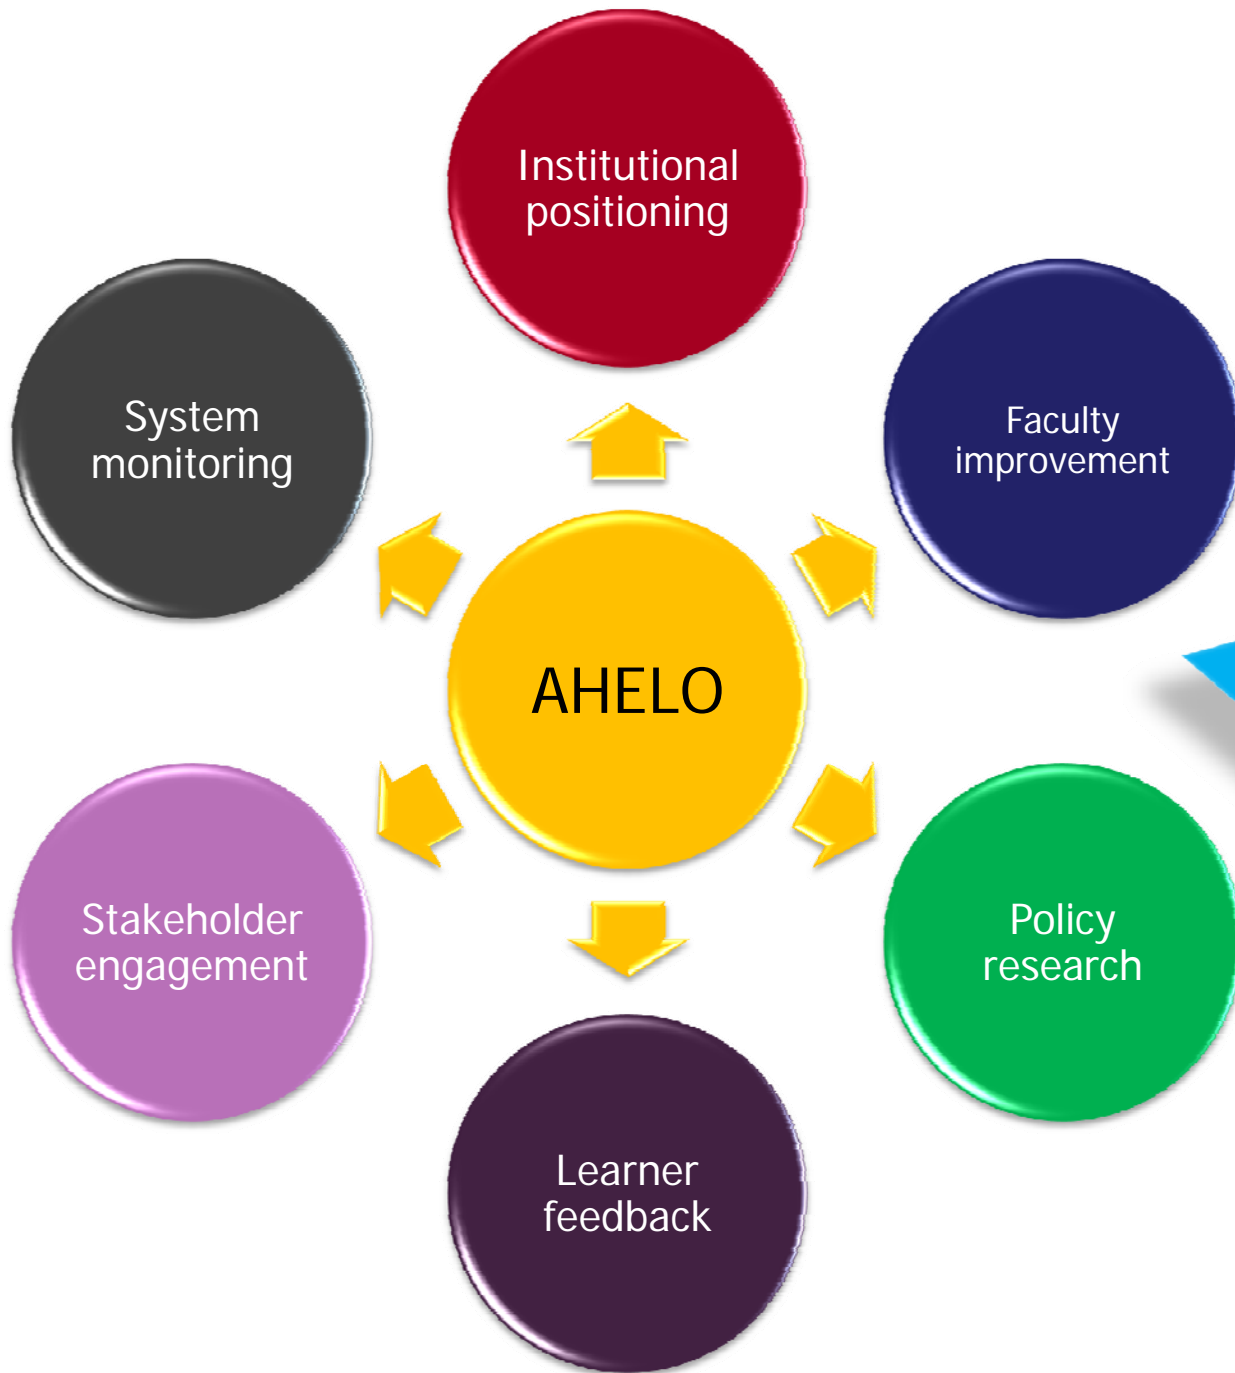 Institutional
positioning
System
monitoring
Faculty
improvement
AHELO
Stakeholder
engagement
Policy
research
Learner
feedback